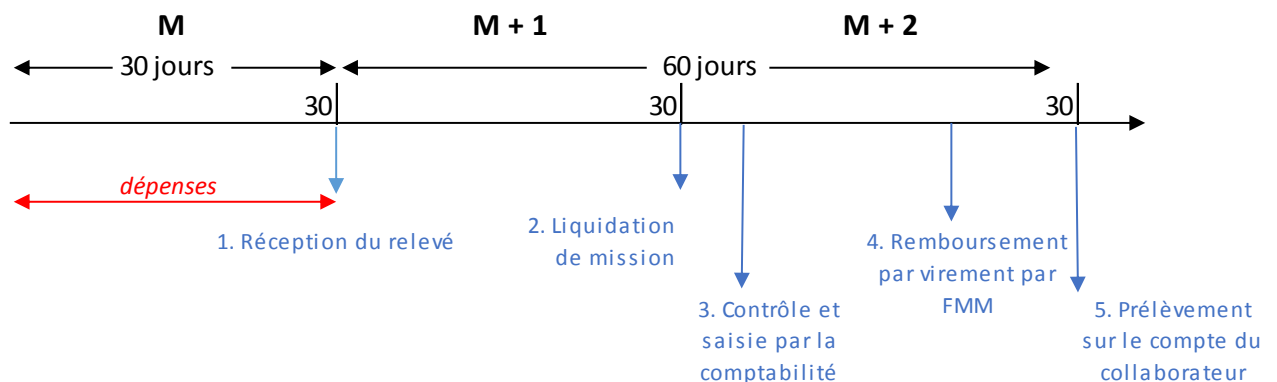 M
M + 1
M + 2
30 jours
60 jours
30
30
30
dépenses
1. Réception du relevé
2. Liquidation
de mission
3. Contrôle et
saisie par la
comptabilité
4. Remboursement
par virement par
FMM
5. Prélèvement
sur le compte du
collaborateur